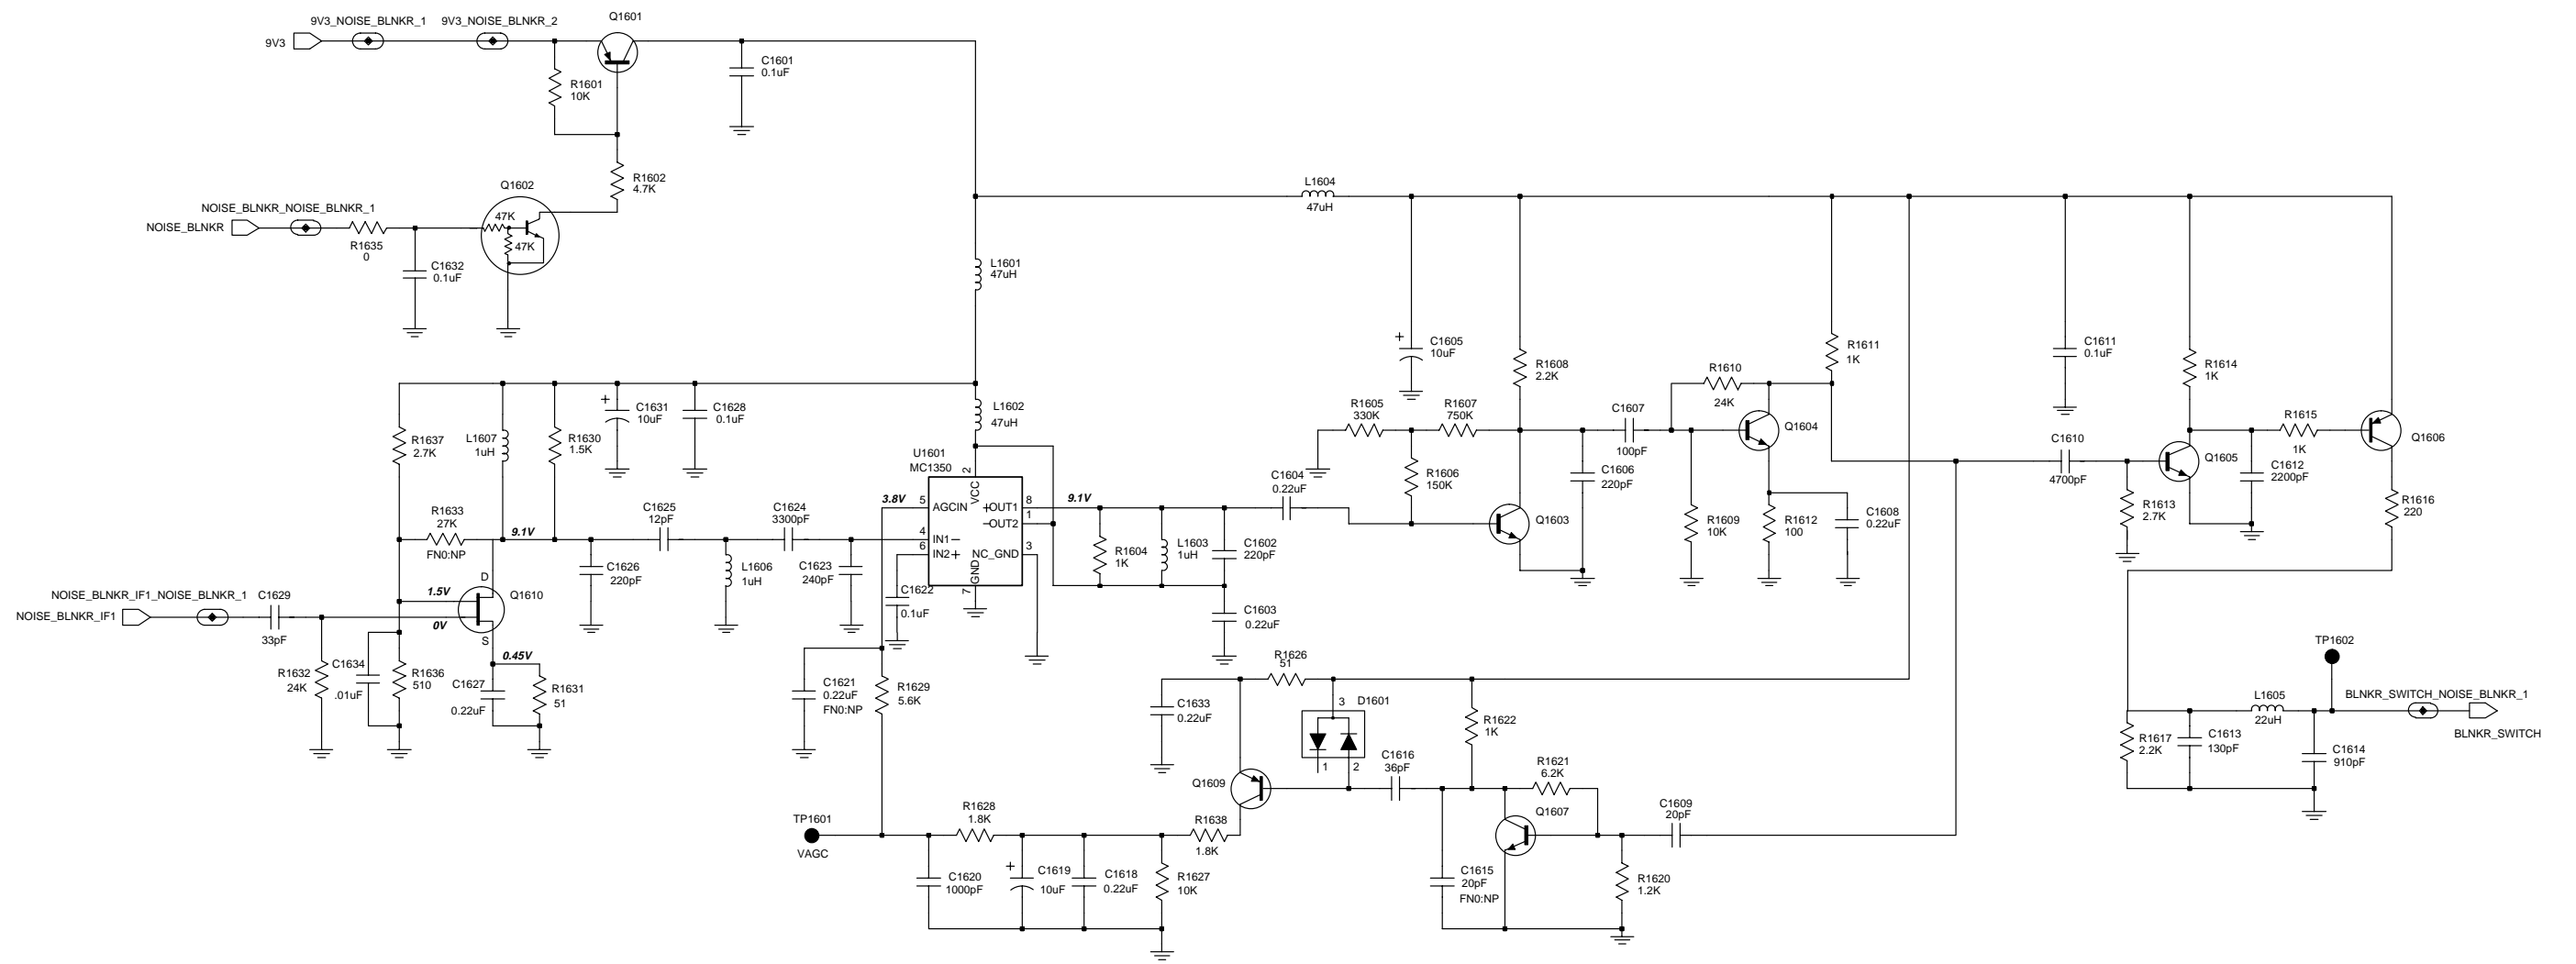 9V3_NOISE_BLNKR_1
9V3_NOISE_BLNKR_2
Q1601
9V3
C1601
0.1uF
R1601
10K
R1602
4.7K
Q1602
47K
47K
NOISE_BLNKR_NOISE_BLNKR_1
NOISE_BLNKR
R1635
0
C1632
0.1uF
L1604
47uH
L1601
47uH
C1605
10uF
+
R1608
2.2K
R1611
1K
C1611
0.1uF
R1614
1K
R1610
24K
R1605
330K
R1607
750K
C1607
100pF
Q1604
R1615
1K
Q1606
R1637
2.7K
L1607
1uH
R1630
1.5K
+
C1631
10uF
C1628
0.1uF
L1602
47uH
U1601
MC1350
2
VCC
3.8V
5
AGCIN
+OUT1
8
9.1V
−OUT2
1
4
IN1−
6
IN2+
NC_GND
3
GND
7
R1606
150K
C1604
0.22uF
Q1603
C1606
220pF
R1609
10K
R1612
100
C1608
0.22uF
C1610
4700pF
Q1605
R1613
2.7K
C1612
2200pF
R1616
220
R1633
27K
FN0:NP
9.1V
C1625
12pF
C1624
3300pF
C1626
220pF
L1606
1uH
C1623
240pF
C1622
0.1uF
R1604
1K
L1603
1uH
C1602
220pF
C1603
0.22uF
D
1.5V
Q1610
0V
S
0.45V
NOISE_BLNKR_IF1_NOISE_BLNKR_1
NOISE_BLNKR_IF1
C1629
33pF
R1632
24K
C1634
.01uF
R1636
510
C1627
0.22uF
R1631
51
C1621
0.22uF
FN0:NP
R1629
5.6K
R1626
51
C1633
0.22uF
3
D1601
1
2
R1622
1K
C1616
36pF
R1621
6.2K
Q1609
Q1607
C1609
20pF
TP1601
VAGC
R1628
1.8K
R1638
1.8K
C1620
1000pF
+
C1619
10uF
C1618
0.22uF
R1627
10K
C1615
20pF
FN0:NP
R1620
1.2K
TP1602
L1605
22uH
BLNKR_SWITCH_NOISE_BLNKR_1
BLNKR_SWITCH
R1617
2.2K
C1613
130pF
C1614
910pF